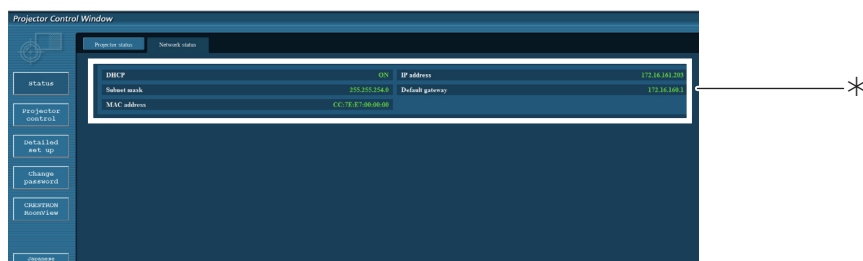 Projector Control Window
Projector status
Network status
DHCP ON IP address 172.16.161.203
Subnet mask 255.255.254.0 Default gateway 172.16.160.1
MAC address CC:7E:E7:00:00:00
Status
Projector
control
Detailed
set up
Change
password
CRESTRON
RoomView
Japanese
*